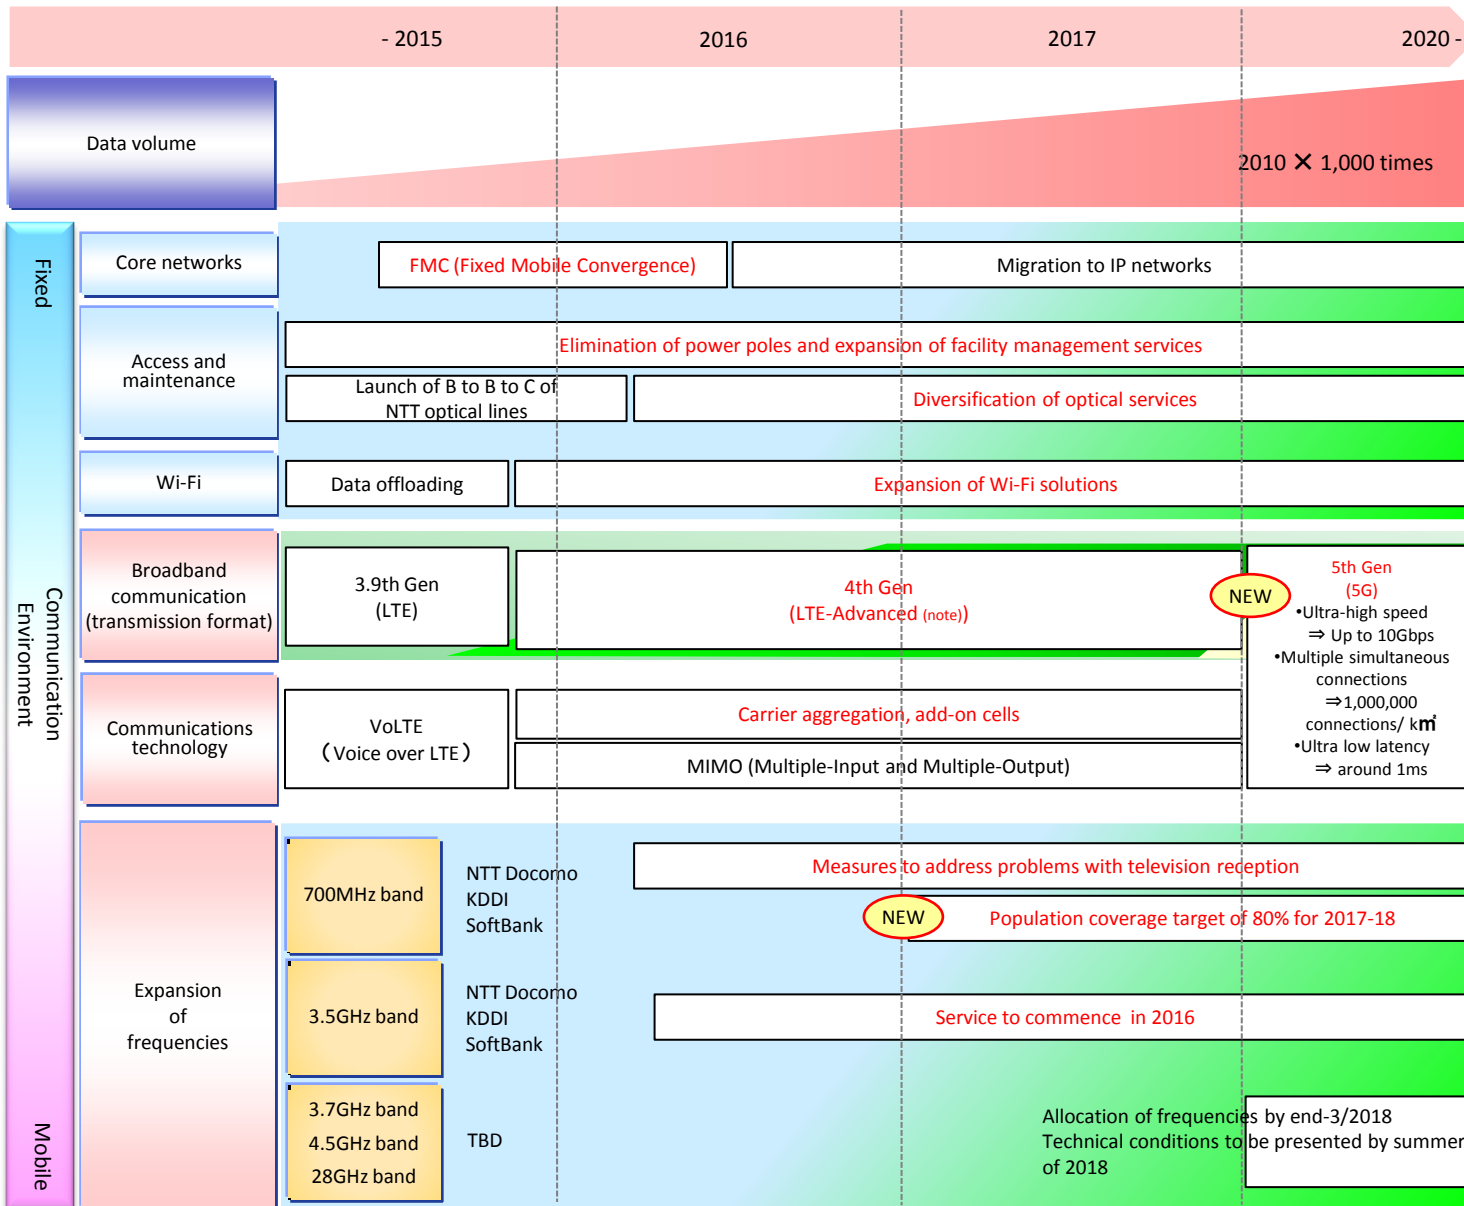 - 2015
2016
2017
2020 -
Data volume
2010 ✕ 1,000 times
Fixed
Communication
Environment
Mobile
Core networks
FMC (Fixed Mobile Convergence)
Migration to IP networks
Access and
maintenance
Elimination of power poles and expansion of facility management services
Launch of B to B to C of
NTT optical lines
Diversification of optical services
Wi-Fi
Data offloading
Expansion of Wi-Fi solutions
Broadband
communication
(transmission format)
3.9th Gen
(LTE)
4th Gen
(LTE-Advanced (note))
NEW
5th Gen
(5G)
•Ultra-high speed
⇒ Up to 10Gbps
•Multiple simultaneous
connections
⇒1,000,000
connections/ k㎡
•Ultra low latency
⇒ around 1ms
Communications
technology
VoLTE
(Voice over LTE)
Carrier aggregation, add-on cells
MIMO (Multiple-Input and Multiple-Output)
Expansion
of
frequencies
700MHz band
NTT Docomo
KDDI
SoftBank
Measures to address problems with television reception
NEW
Population coverage target of 80% for 2017-18
3.5GHz band
NTT Docomo
KDDI
SoftBank
Service to commence in 2016
3.7GHz band
4.5GHz band
28GHz band
TBD
Allocation of frequencies by end-3/2018
Technical conditions to be presented by summer
of 2018